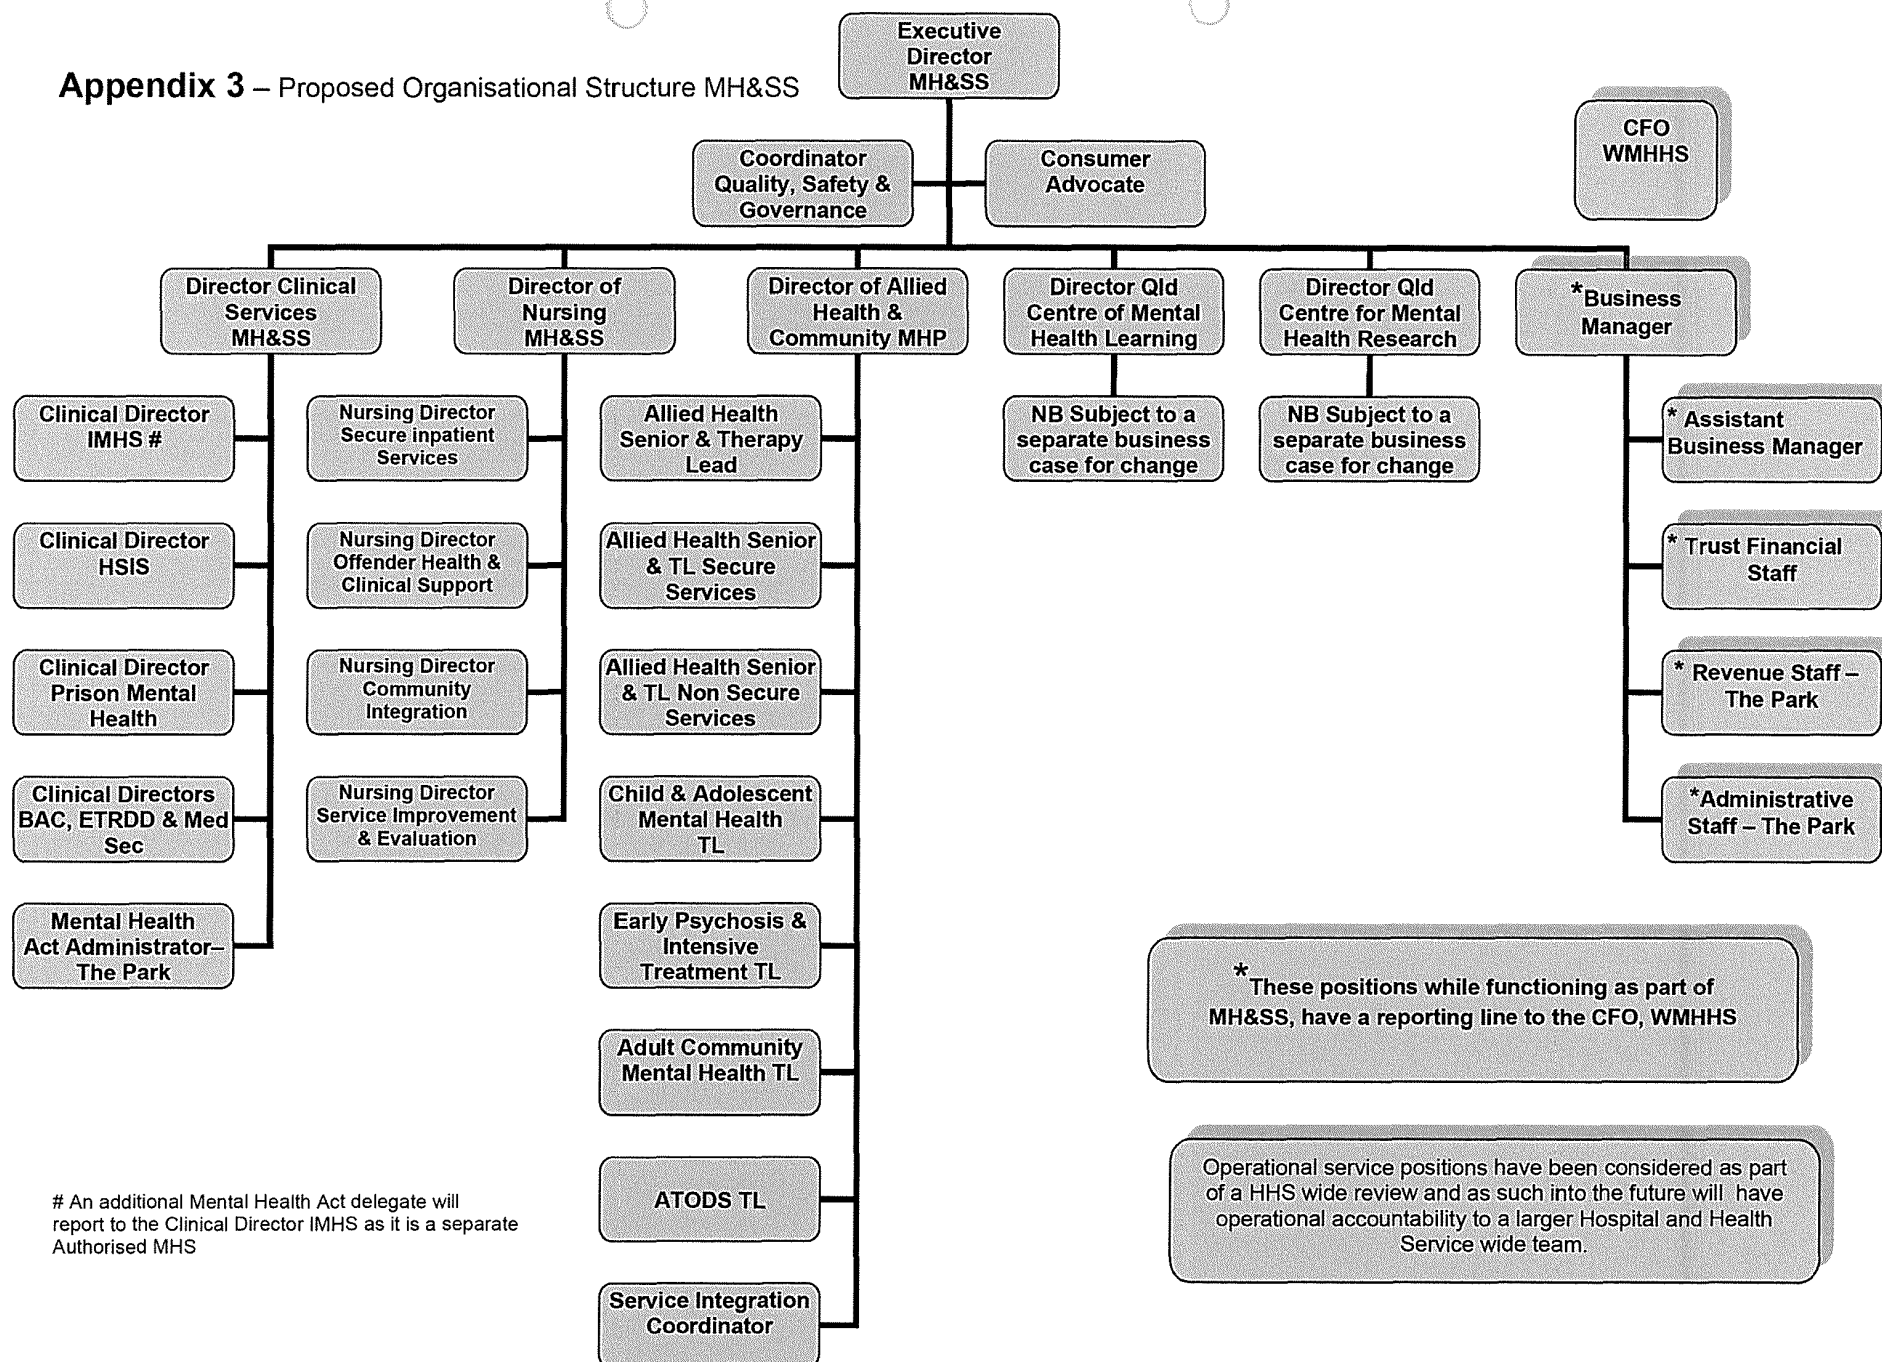 Appendix 3 – Proposed Organisational Structure MH&SS
Executive
Director
MH&SS
CFO
WMHHS
Coordinator
Quality, Safety &
Governance
Consumer
Advocate
Director Clinical
Services
MH&SS
Director of
Nursing
MH&SS
Director of Allied
Health &
Community MHP
Director Qld
Centre of Mental
Health Learning
Director Qld
Centre for Mental
Health Research
*Business
Manager
Clinical Director
IMHS #
Clinical Director
HSIS
Clinical Director
Prison Mental
Health
Clinical Directors
BAC, ETRDD & Med
Sec
Mental Health
Act Administrator–
The Park
Nursing Director
Secure inpatient
Services
Nursing Director
Offender Health &
Clinical Support
Nursing Director
Community
Integration
Nursing Director
Service Improvement
& Evaluation
Allied Health
Senior & Therapy
Lead
Allied Health Senior
& TL Secure
Services
Allied Health Senior
& TL Non Secure
Services
Child & Adolescent
Mental Health
TL
Early Psychosis &
Intensive
Treatment TL
Adult Community
Mental Health TL
ATODS TL
Service Integration
Coordinator
NB Subject to a
separate business
case for change
NB Subject to a
separate business
case for change
* Assistant
Business Manager
* Trust Financial
Staff
* Revenue Staff –
The Park
*Administrative
Staff – The Park
*These positions while functioning as part of
MH&SS, have a reporting line to the CFO, WMHHS
Operational service positions have been considered as part
of a HHS wide review and as such into the future will have
operational accountability to a larger Hospital and Health
Service wide team.
# An additional Mental Health Act delegate will
report to the Clinical Director IMHS as it is a separate
Authorised MHS